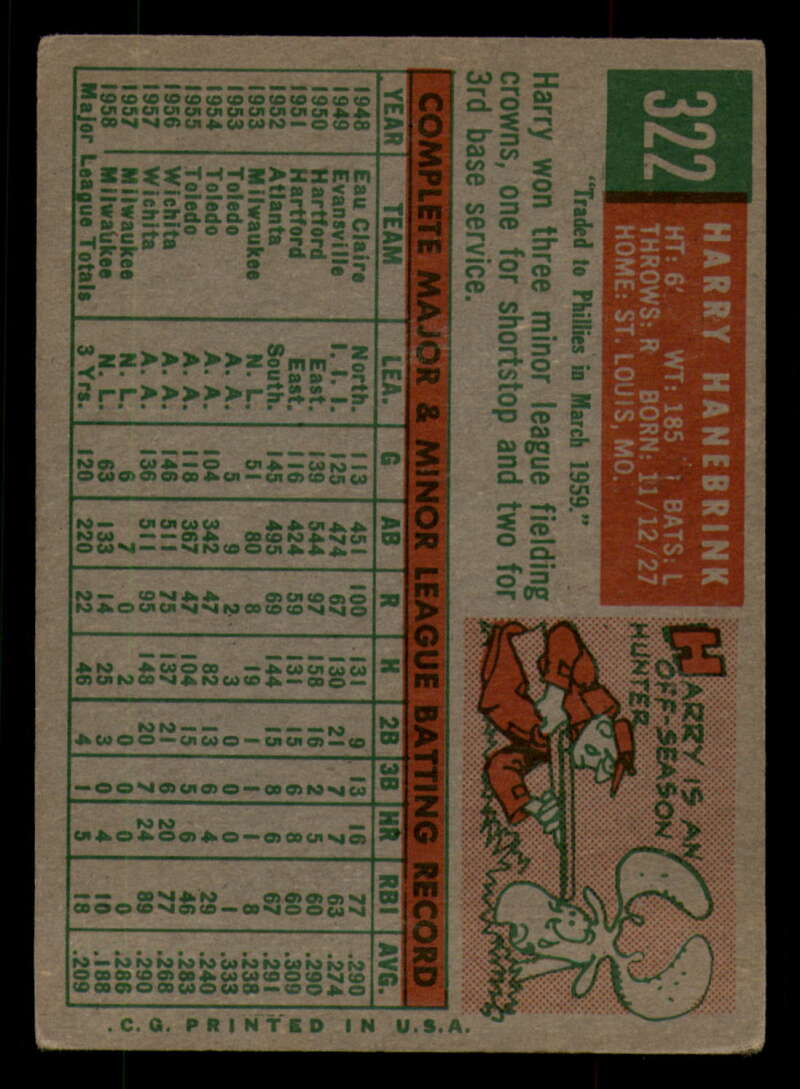 322
HARRY HANEBRINK
HT: 6' WT: 185 BATS: L
THROWS: R BORN: 11/12/27
HOME: ST. LOUIS, MO.
"Traded to Phillies in March 1959."
Harry won three minor league fielding
crowns, one for shortstop and two for
3rd base service.
HARRY IS AN
OFF-SEASON
HUNTER
COMPLETE MAJOR & MINOR LEAGUE BATTING RECORD
YEAR TEAM LEA. G AB R H 2B 3B HR RBI AVG.
1948 Eau Claire North. 113 451 100 131 9 13 16 77 .290
1949 Evansville I. I. I. 125 474 67 130 21 7 7 63 .274
1950 Hartford East. 139 544 97 158 16 2 5 60 .290
1951 Hartford East. 116 424 59 131 15 6 8 60 .309
1952 Atlanta South. 145 495 69 144 15 8 6 67 .291
1953 Milwaukee N. L. 51 80 8 19 1 1 1 8 .238
1953 Toledo A. A. 5 9 2 3 0 0 0 1 .333
1954 Toledo A. A. 104 342 47 82 13 6 4 29 .240
1955 Toledo A. A. 118 367 47 104 15 5 6 46 .283
1956 Wichita A. A. 146 511 75 137 21 6 20 77 .268
1957 Wichita A. A. 136 511 95 148 20 7 24 89 .290
1957 Milwaukee N. L. 6 7 0 2 0 0 0 0 .286
1958 Milwaukee N. L. 63 133 14 25 3 0 4 10 .188
Major League Totals 3 Yrs. 120 220 22 46 4 1 5 18 .209
.C.G. PRINTED IN U.S.A.